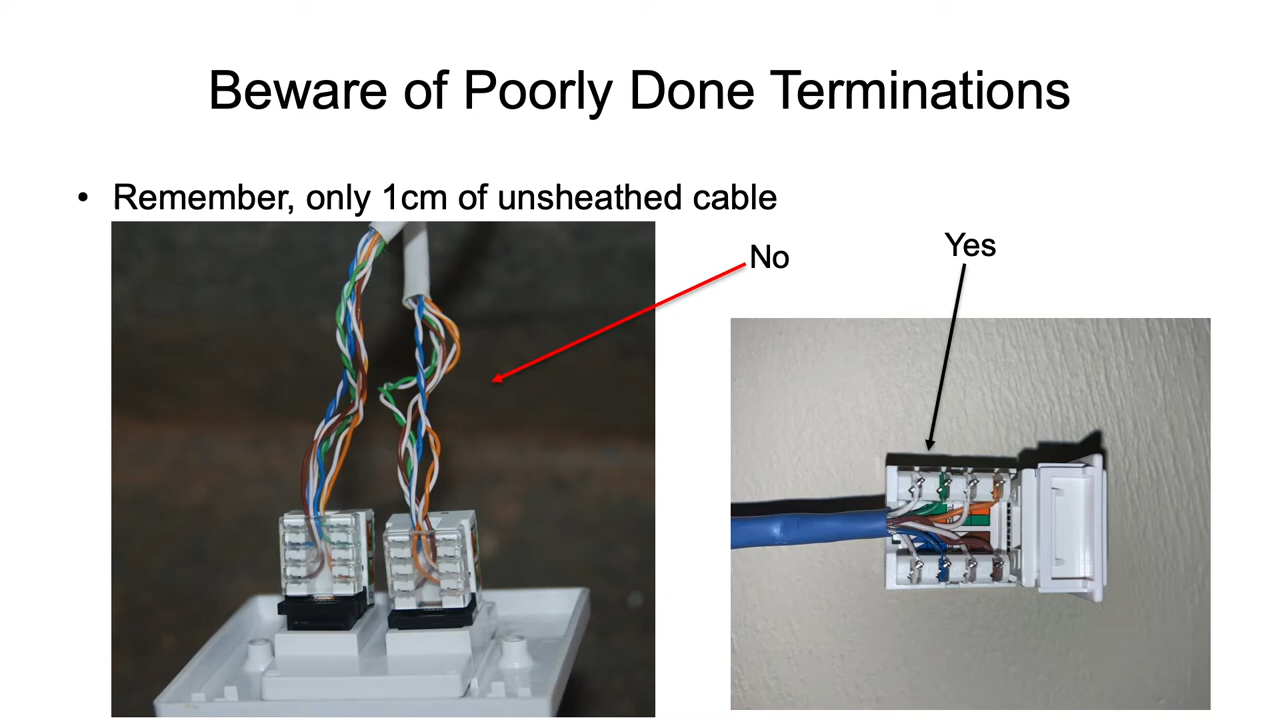 Beware of Poorly Done Terminations
• Remember, only 1cm of unsheathed cable
No
Yes